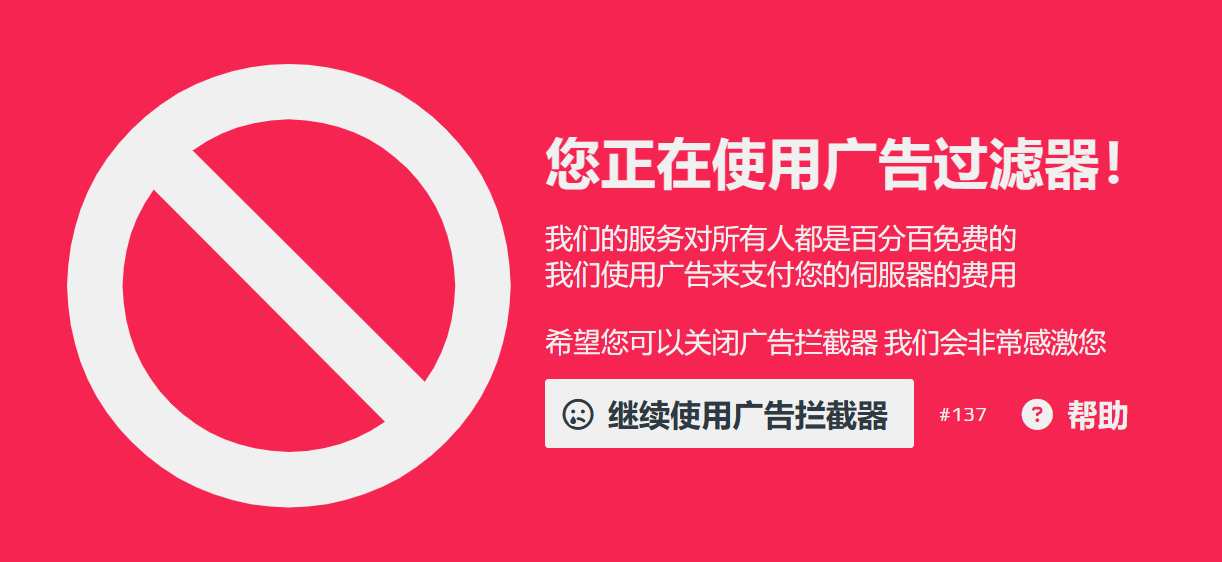 您正在使用广告过滤器！
我们的服务对所有人都是百分百免费的
我们使用广告来支付您的伺服器的费用
希望您可以关闭广告拦截器 我们会非常感激您
继续使用广告拦截器 #137 ? 帮助